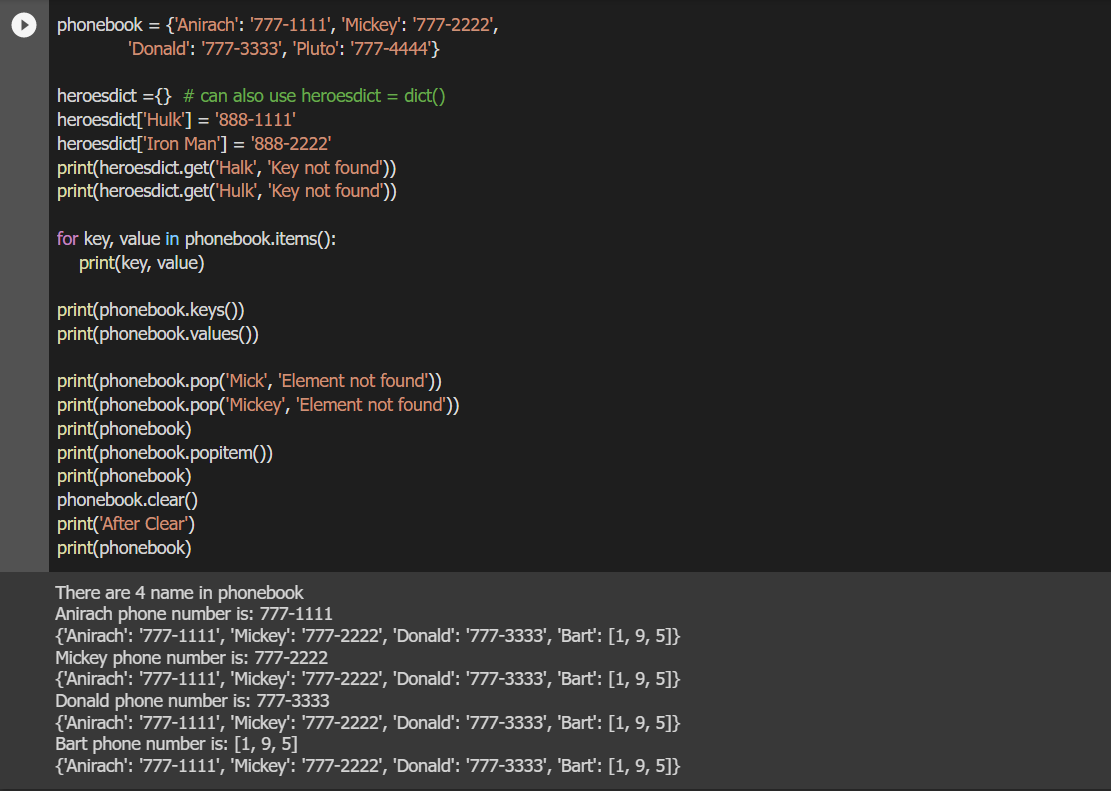 phonebook = {'Anirach': '777-1111', 'Mickey': '777-2222',
'Donald': '777-3333', 'Pluto': '777-4444'}
heroesdict ={}  # can also use heroesdict = dict()
heroesdict['Hulk'] = '888-1111'
heroesdict['Iron Man'] = '888-2222'
print(heroesdict.get('Halk', 'Key not found'))
print(heroesdict.get('Hulk', 'Key not found'))
for key, value in phonebook.items():
print(key, value)
print(phonebook.keys())
print(phonebook.values())
print(phonebook.pop('Mick', 'Element not found'))
print(phonebook.pop('Mickey', 'Element not found'))
print(phonebook)
print(phonebook.popitem())
print(phonebook)
phonebook.clear()
print('After Clear')
print(phonebook)
There are 4 name in phonebook
Anirach phone number is: 777-1111
{'Anirach': '777-1111', 'Mickey': '777-2222', 'Donald': '777-3333', 'Bart': [1, 9, 5]}
Mickey phone number is: 777-2222
{'Anirach': '777-1111', 'Mickey': '777-2222', 'Donald': '777-3333', 'Bart': [1, 9, 5]}
Donald phone number is: 777-3333
{'Anirach': '777-1111', 'Mickey': '777-2222', 'Donald': '777-3333', 'Bart': [1, 9, 5]}
Bart phone number is: [1, 9, 5]
{'Anirach': '777-1111', 'Mickey': '777-2222', 'Donald': '777-3333', 'Bart': [1, 9, 5]}